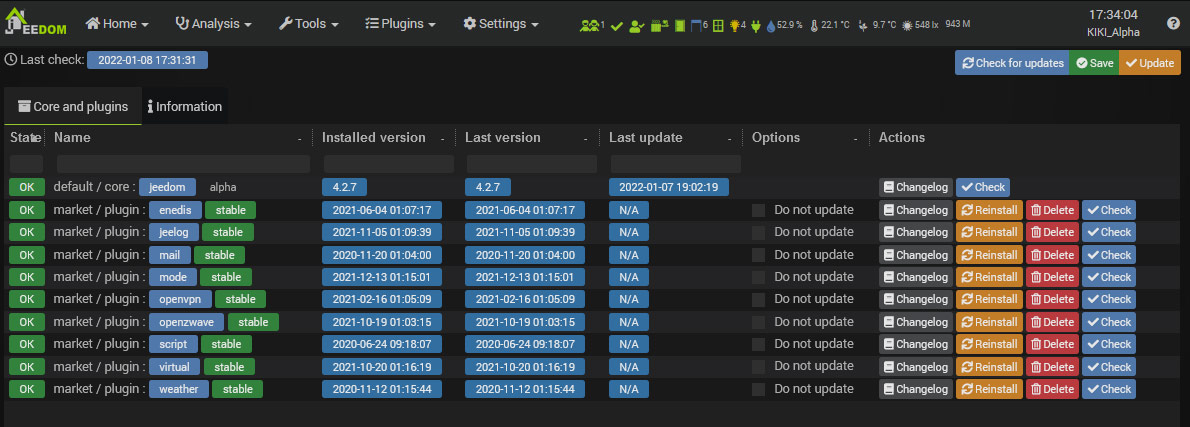 JEEDOM Home Analysis Tools Plugins Settings 1 6 4 52.9 % 22.1 °C 9.7 °C 548 lx 943 M 17:34:04
KIKI_Alpha
Last check: 2022-01-08 17:31:31 Check for updates Save Update
Core and plugins Information
State Name Installed version Last version Last update Options Actions
OK default / core : jeedom alpha 4.2.7 4.2.7 2022-01-07 19:02:19 Changelog Check
OK market / plugin : enedis stable 2021-06-04 01:07:17 2021-06-04 01:07:17 N/A Do not update Changelog Reinstall Delete Check
OK market / plugin : jeelog stable 2021-11-05 01:09:39 2021-11-05 01:09:39 N/A Do not update Changelog Reinstall Delete Check
OK market / plugin : mail stable 2020-11-20 01:04:00 2020-11-20 01:04:00 N/A Do not update Changelog Reinstall Delete Check
OK market / plugin : mode stable 2021-12-13 01:15:01 2021-12-13 01:15:01 N/A Do not update Changelog Reinstall Delete Check
OK market / plugin : openvpn stable 2021-02-16 01:05:09 2021-02-16 01:05:09 N/A Do not update Changelog Reinstall Delete Check
OK market / plugin : openzwave stable 2021-10-19 01:03:15 2021-10-19 01:03:15 N/A Do not update Changelog Reinstall Delete Check
OK market / plugin : script stable 2020-06-24 09:18:07 2020-06-24 09:18:07 N/A Do not update Changelog Reinstall Delete Check
OK market / plugin : virtual stable 2021-10-20 01:16:19 2021-10-20 01:16:19 N/A Do not update Changelog Reinstall Delete Check
OK market / plugin : weather stable 2020-11-12 01:15:44 2020-11-12 01:15:44 N/A Do not update Changelog Reinstall Delete Check